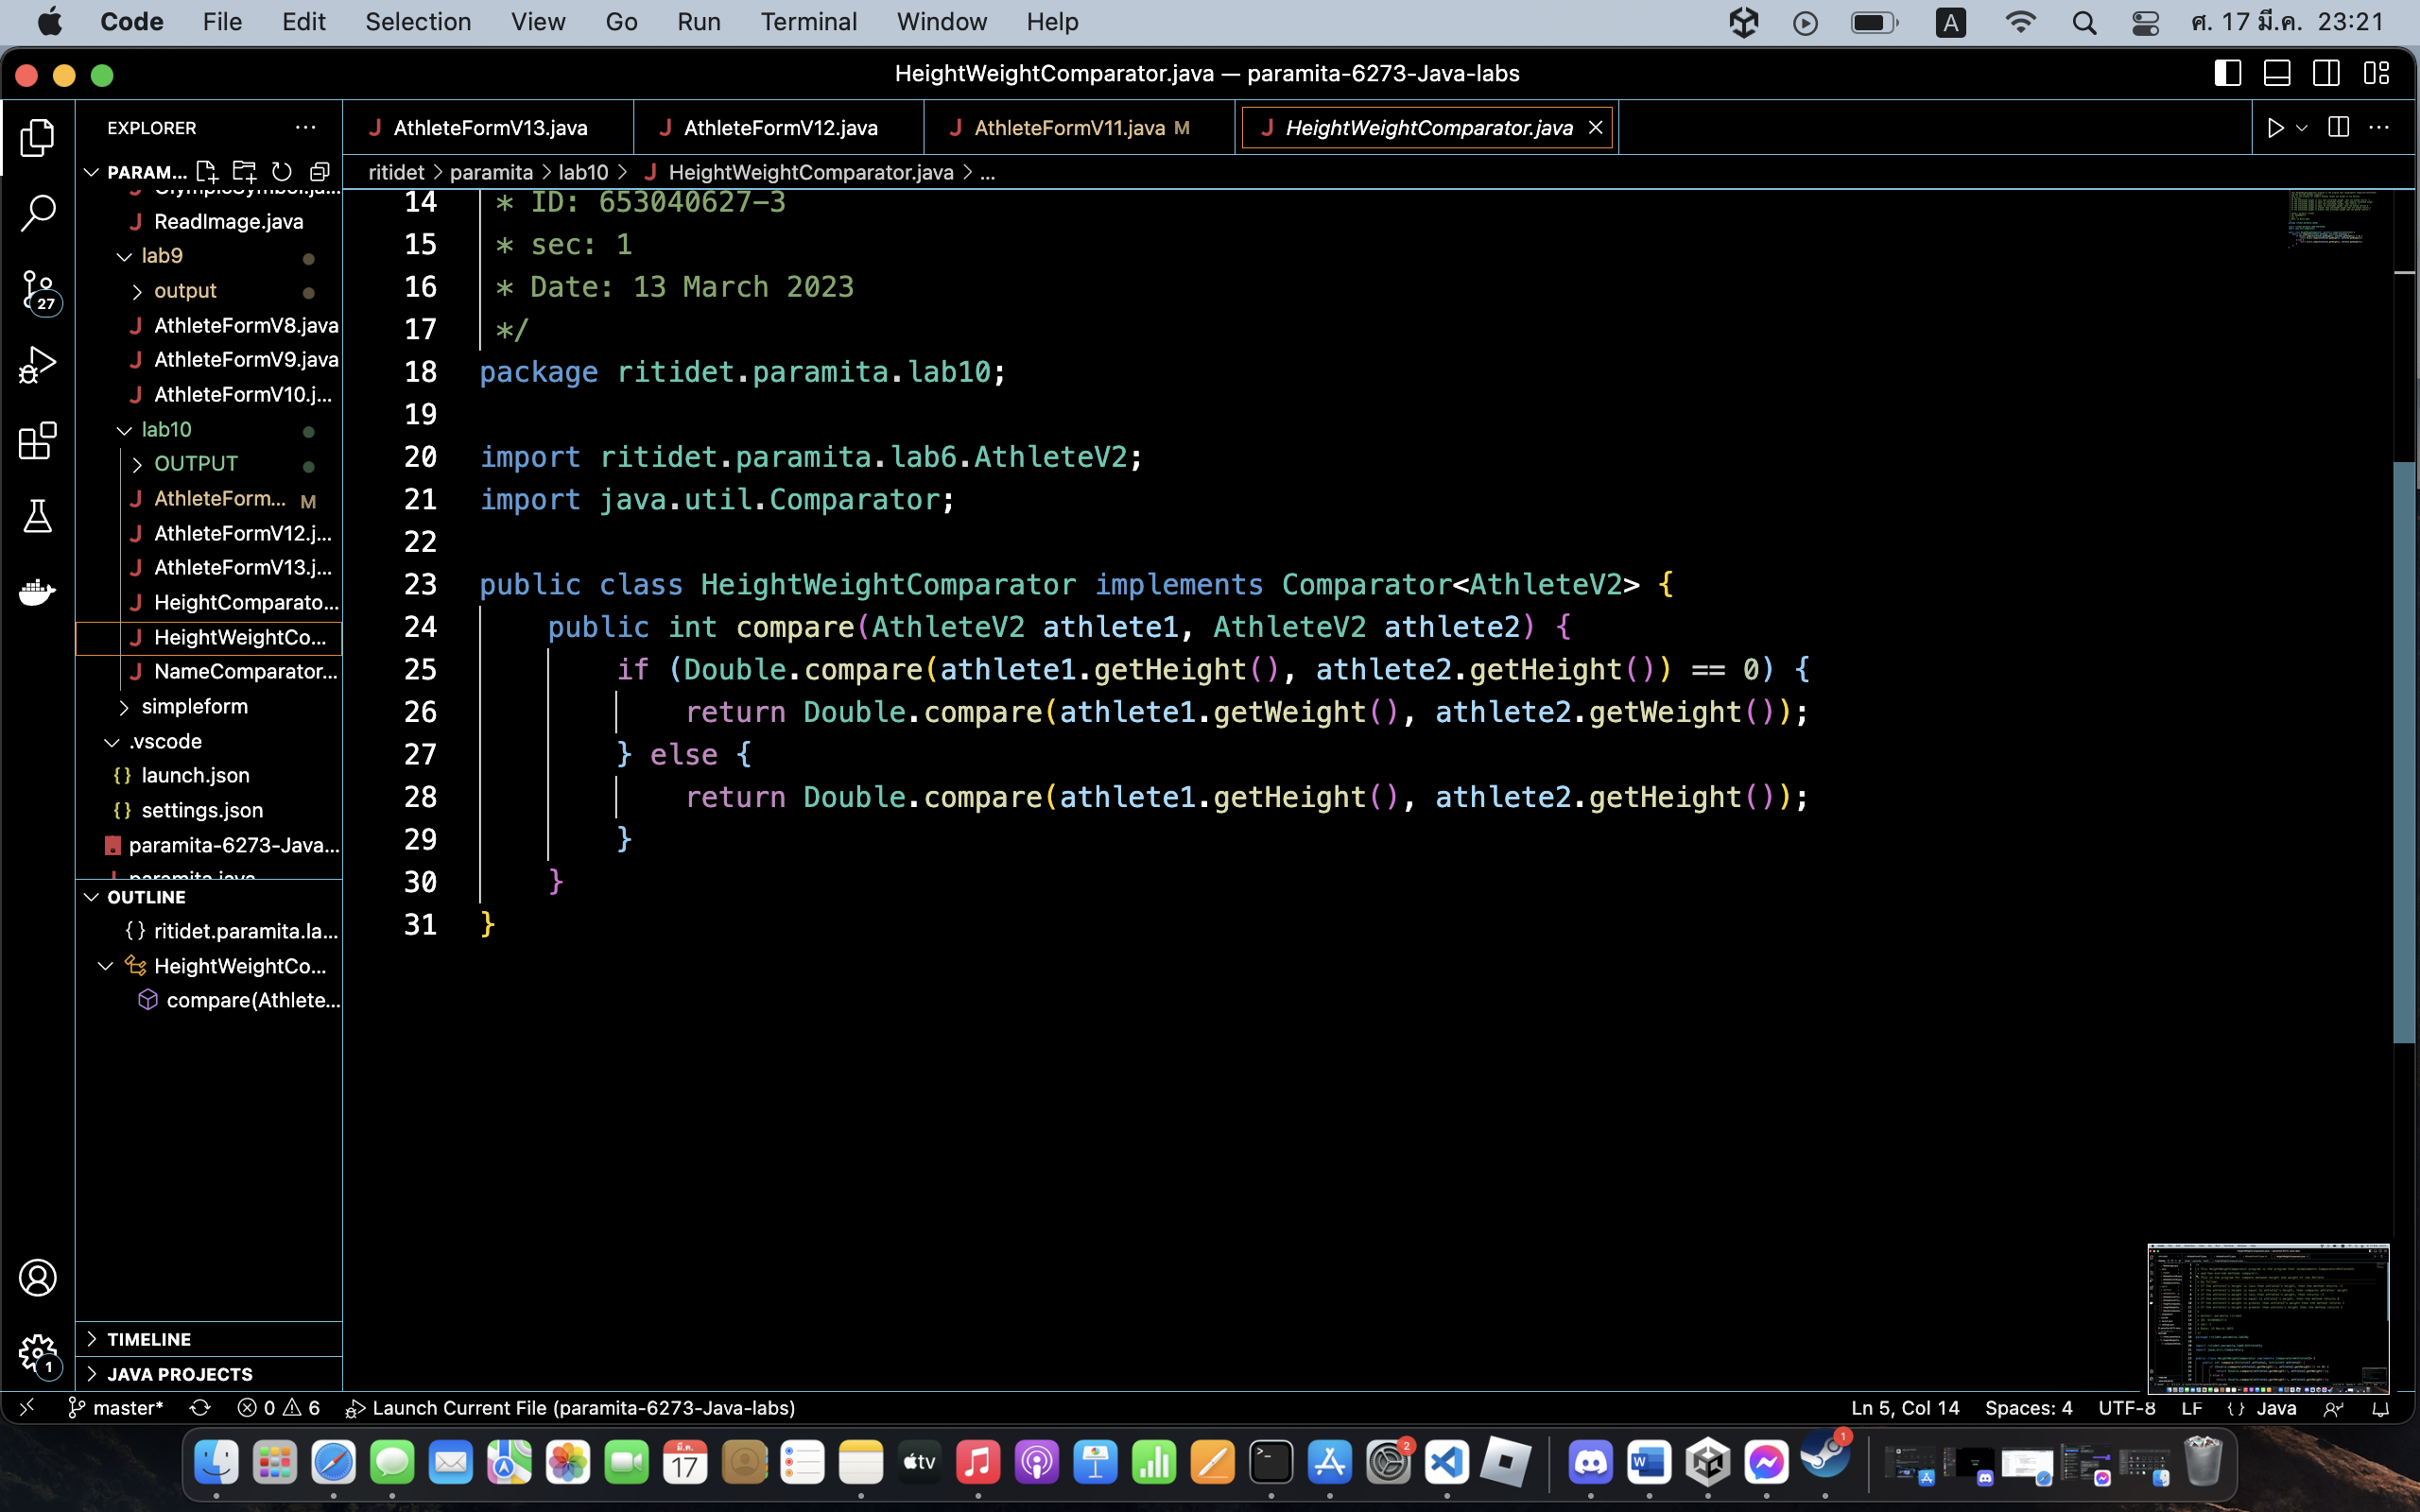 Code File Edit Selection View Go Run Terminal Window Help A ศ. 17 มี.ค. 23:21
HeightWeightComparator.java — paramita-6273-Java-labs
EXPLORER
AthleteFormV13.java AthleteFormV12.java AthleteFormV11.java M HeightWeightComparator.java
PARAM...
ritidet > paramita > lab10 > HeightWeightComparator.java > ...
ReadImage.java
lab9
output
AthleteFormV8.java
AthleteFormV9.java
AthleteFormV10.j...
lab10
OUTPUT
AthleteForm... M
AthleteFormV12.j...
AthleteFormV13.j...
HeightComparato...
HeightWeightCo...
NameComparator...
simpleform
.vscode
{} launch.json
{} settings.json
paramita-6273-Java...
paramita.java
OUTLINE
{} ritidet.paramita.la...
HeightWeightCo...
compare(Athlete...
TIMELINE
JAVA PROJECTS
27
1
14 * ID: 653040627-3
15 * sec: 1
16 * Date: 13 March 2023
17 */
18 package ritidet.paramita.lab10;
19
20 import ritidet.paramita.lab6.AthleteV2;
21 import java.util.Comparator;
22
23 public class HeightWeightComparator implements Comparator<AthleteV2> {
24 public int compare(AthleteV2 athlete1, AthleteV2 athlete2) {
25 if (Double.compare(athlete1.getHeight(), athlete2.getHeight()) == 0) {
26 return Double.compare(athlete1.getWeight(), athlete2.getWeight());
27 } else {
28 return Double.compare(athlete1.getHeight(), athlete2.getHeight());
29 }
30 }
31 }
master* 0 6 Launch Current File (paramita-6273-Java-labs) Ln 5, Col 14 Spaces: 4 UTF-8 LF {} Java
มี.ค.
17
tv
2
W
1